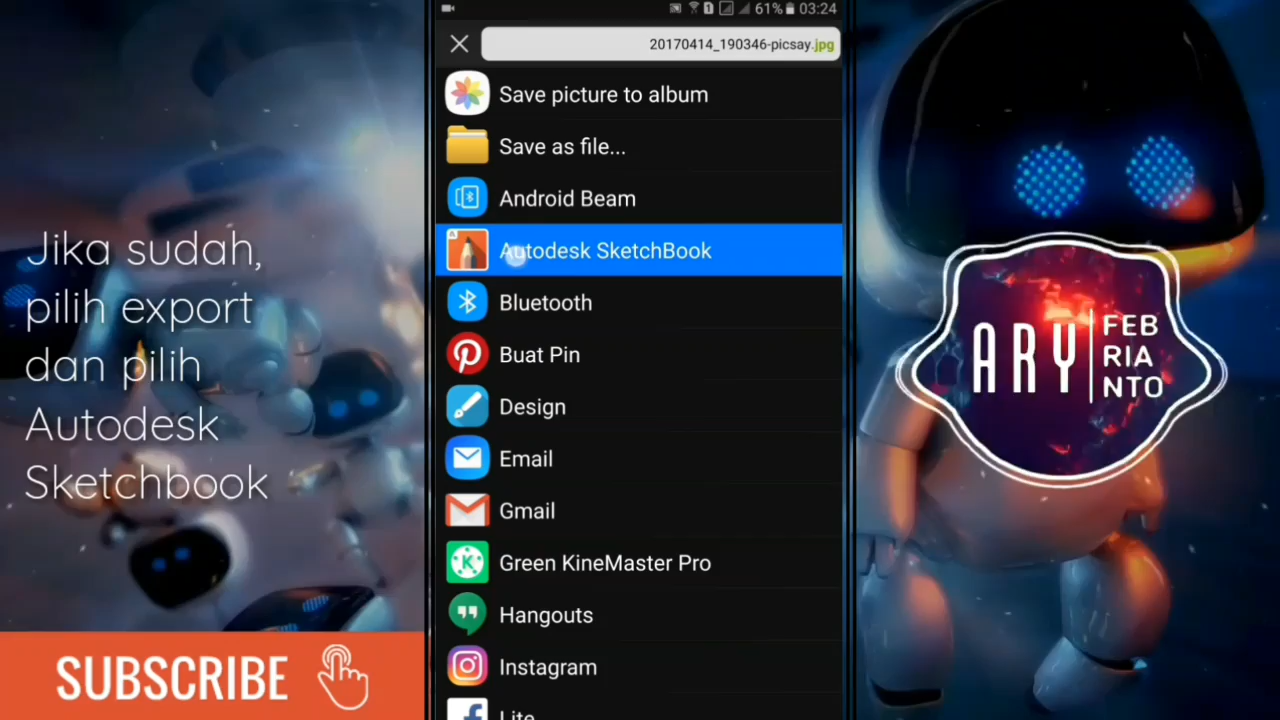 61% 03:24
20170414_190346-picsay.jpg
Save picture to album
Save as file...
Android Beam
Autodesk SketchBook
Bluetooth
Buat Pin
Design
Email
Gmail
Green KineMaster Pro
Hangouts
Instagram
Lite
Jika sudah,
pilih export
dan pilih
Autodesk
Sketchbook
SUBSCRIBE
ARY
FEB
RIA
NTO